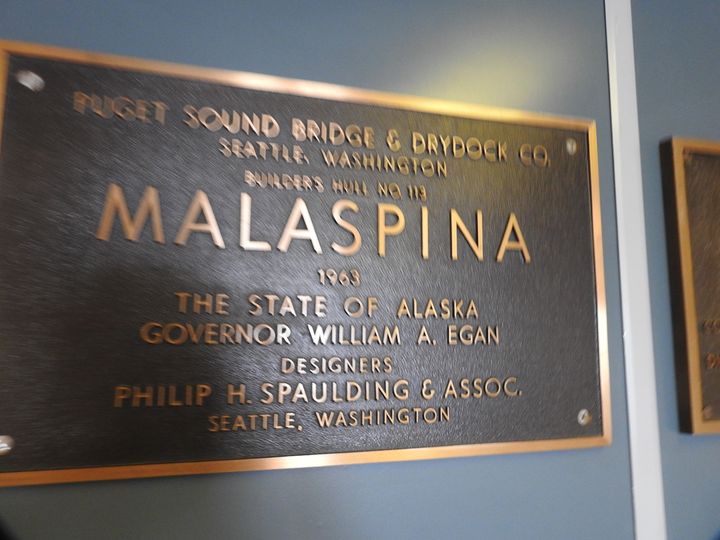 PUGET SOUND BRIDGE & DRYDOCK CO.
SEATTLE, WASHINGTON
BUILDER'S HULL NO. 113
MALASPINA
1963
THE STATE OF ALASKA
GOVERNOR WILLIAM A. EGAN
DESIGNERS
PHILIP H. SPAULDING & ASSOC.
SEATTLE, WASHINGTON